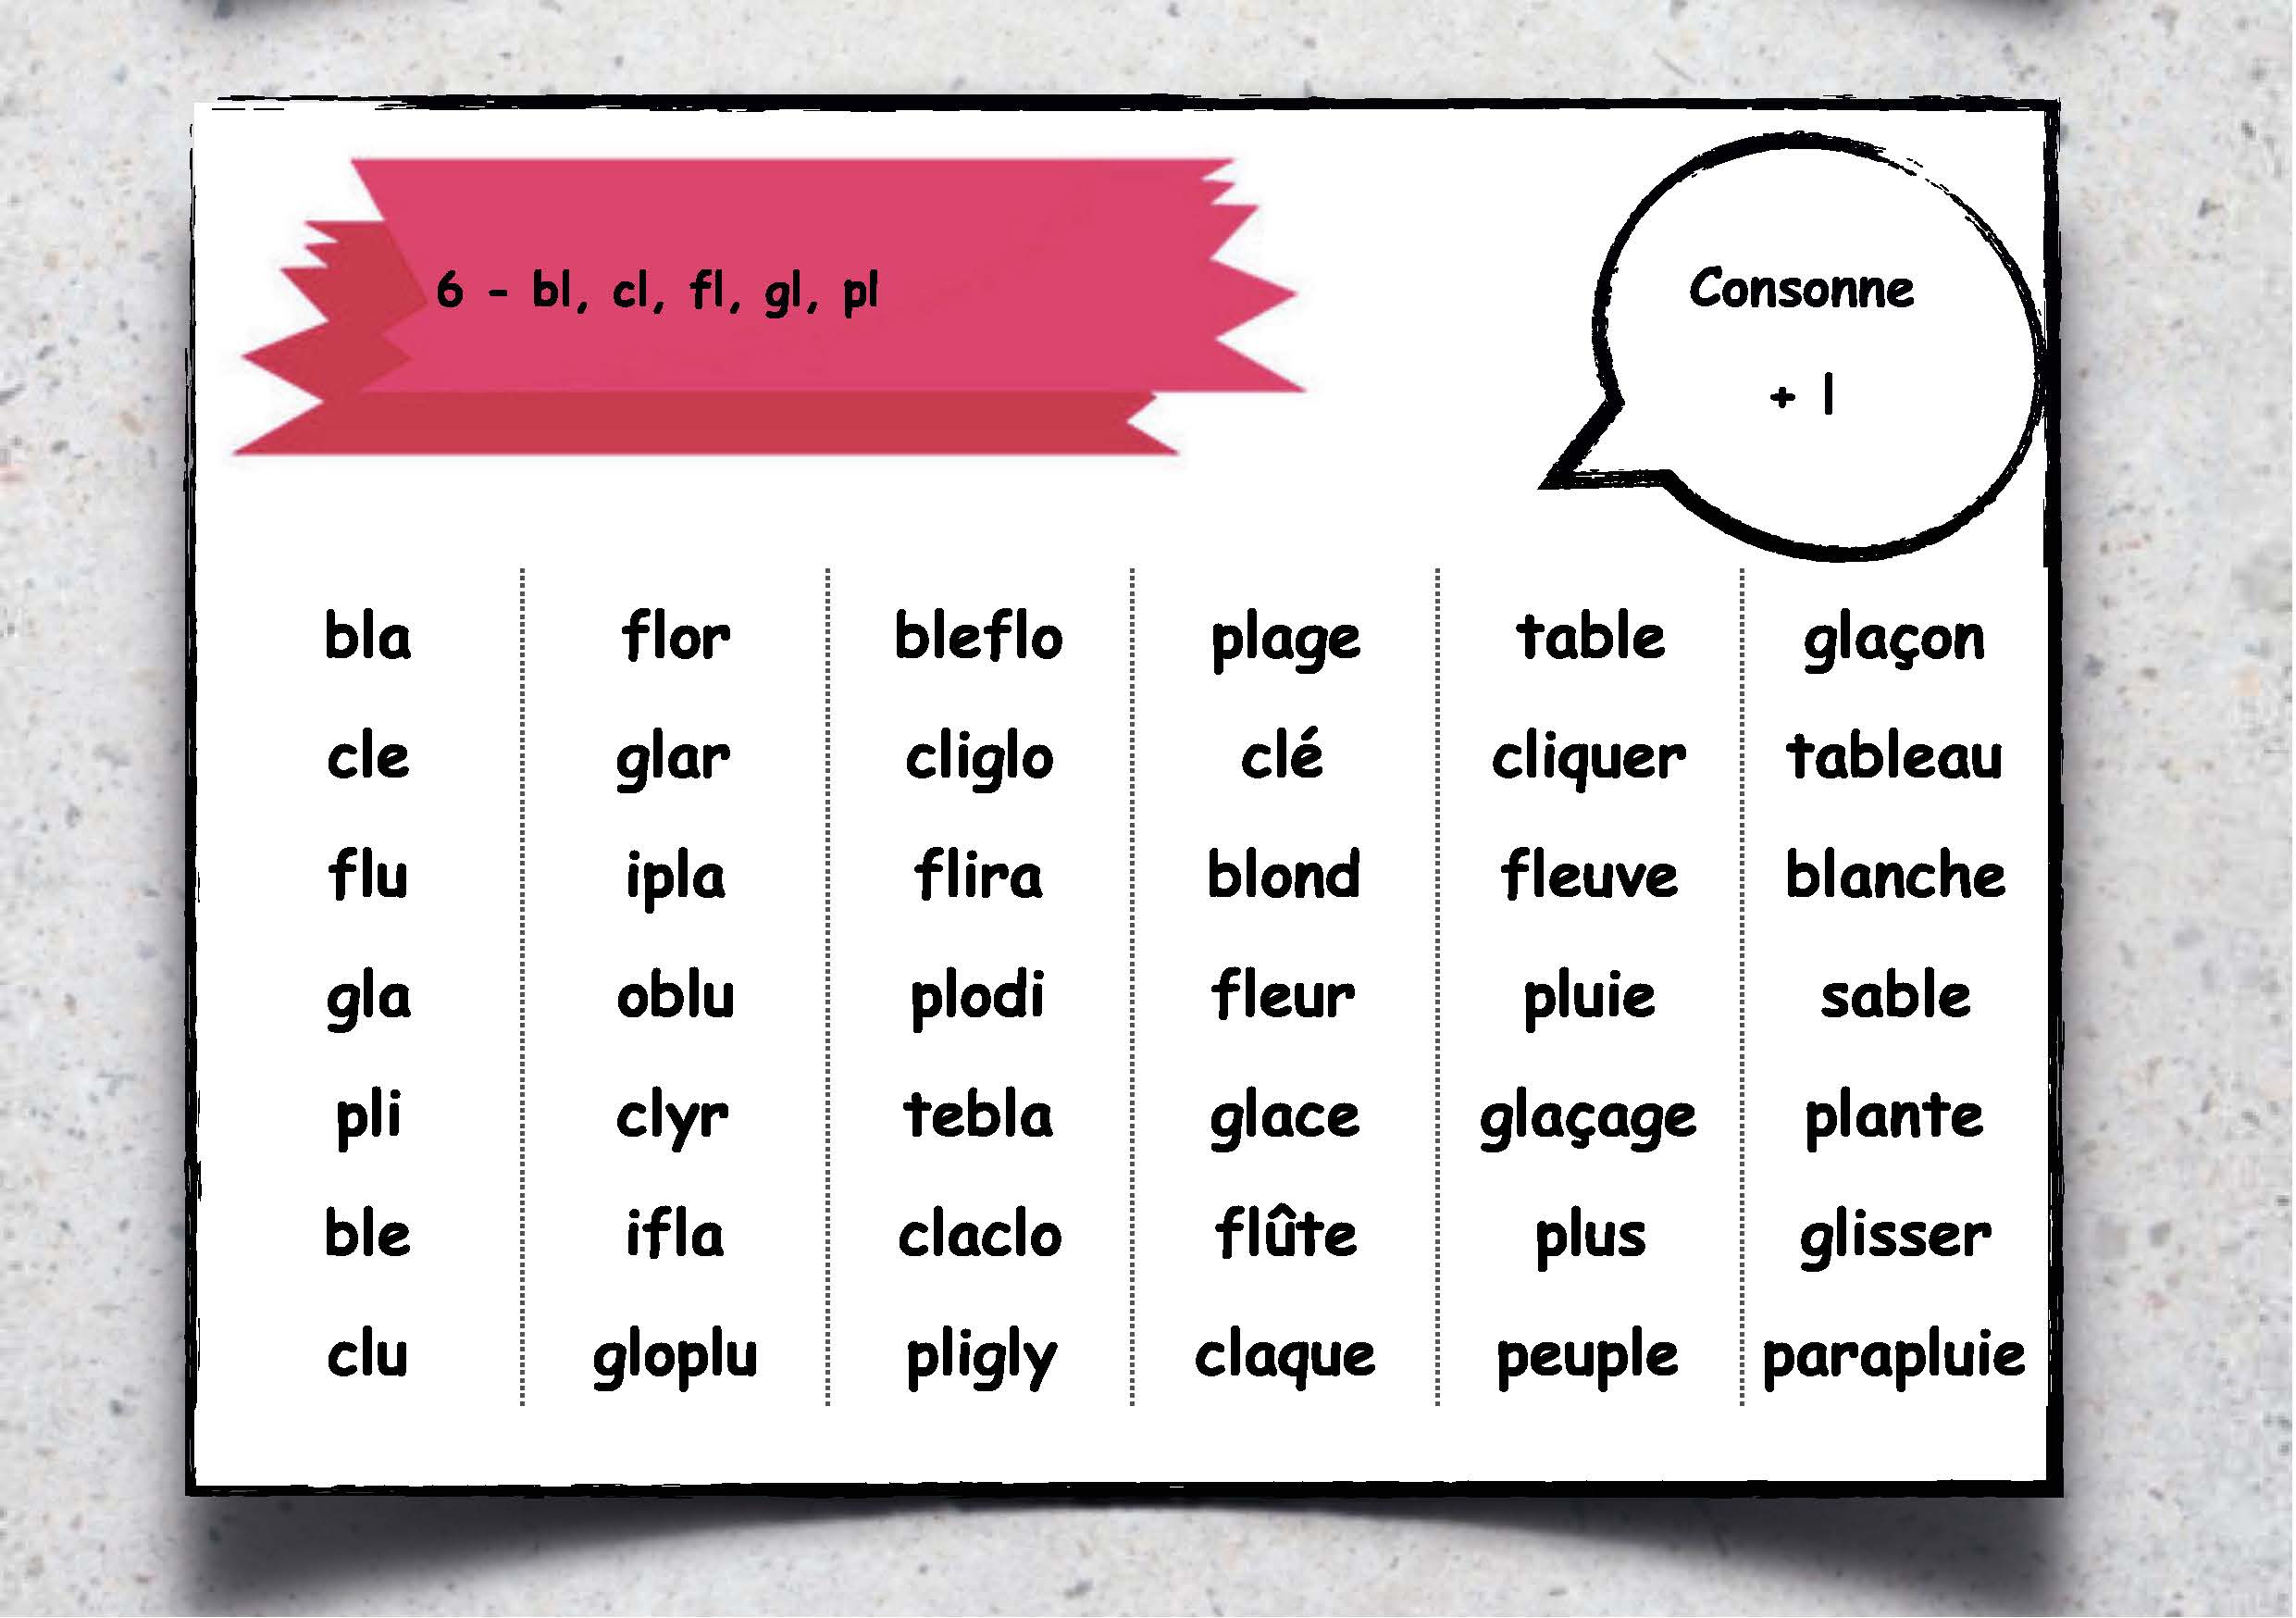 6 - bl, cl, fl, gl, pl
Consonne
+ l
bla flor bleflo plage table glaçon
cle glar cliglo clé cliquer tableau
flu ipla flira blond fleuve blanche
gla oblu plodi fleur pluie sable
pli clyr tebla glace glaçage plante
ble ifla claclo flûte plus glisser
clu gloplu pligly claque peuple parapluie